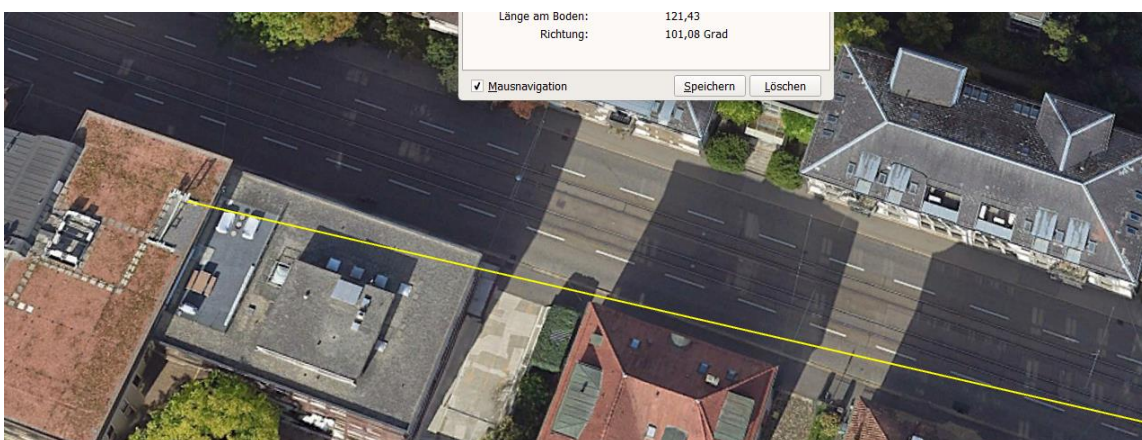 Länge am Boden: 121,43
Richtung: 101,08 Grad
Mausnavigation Speichern Löschen